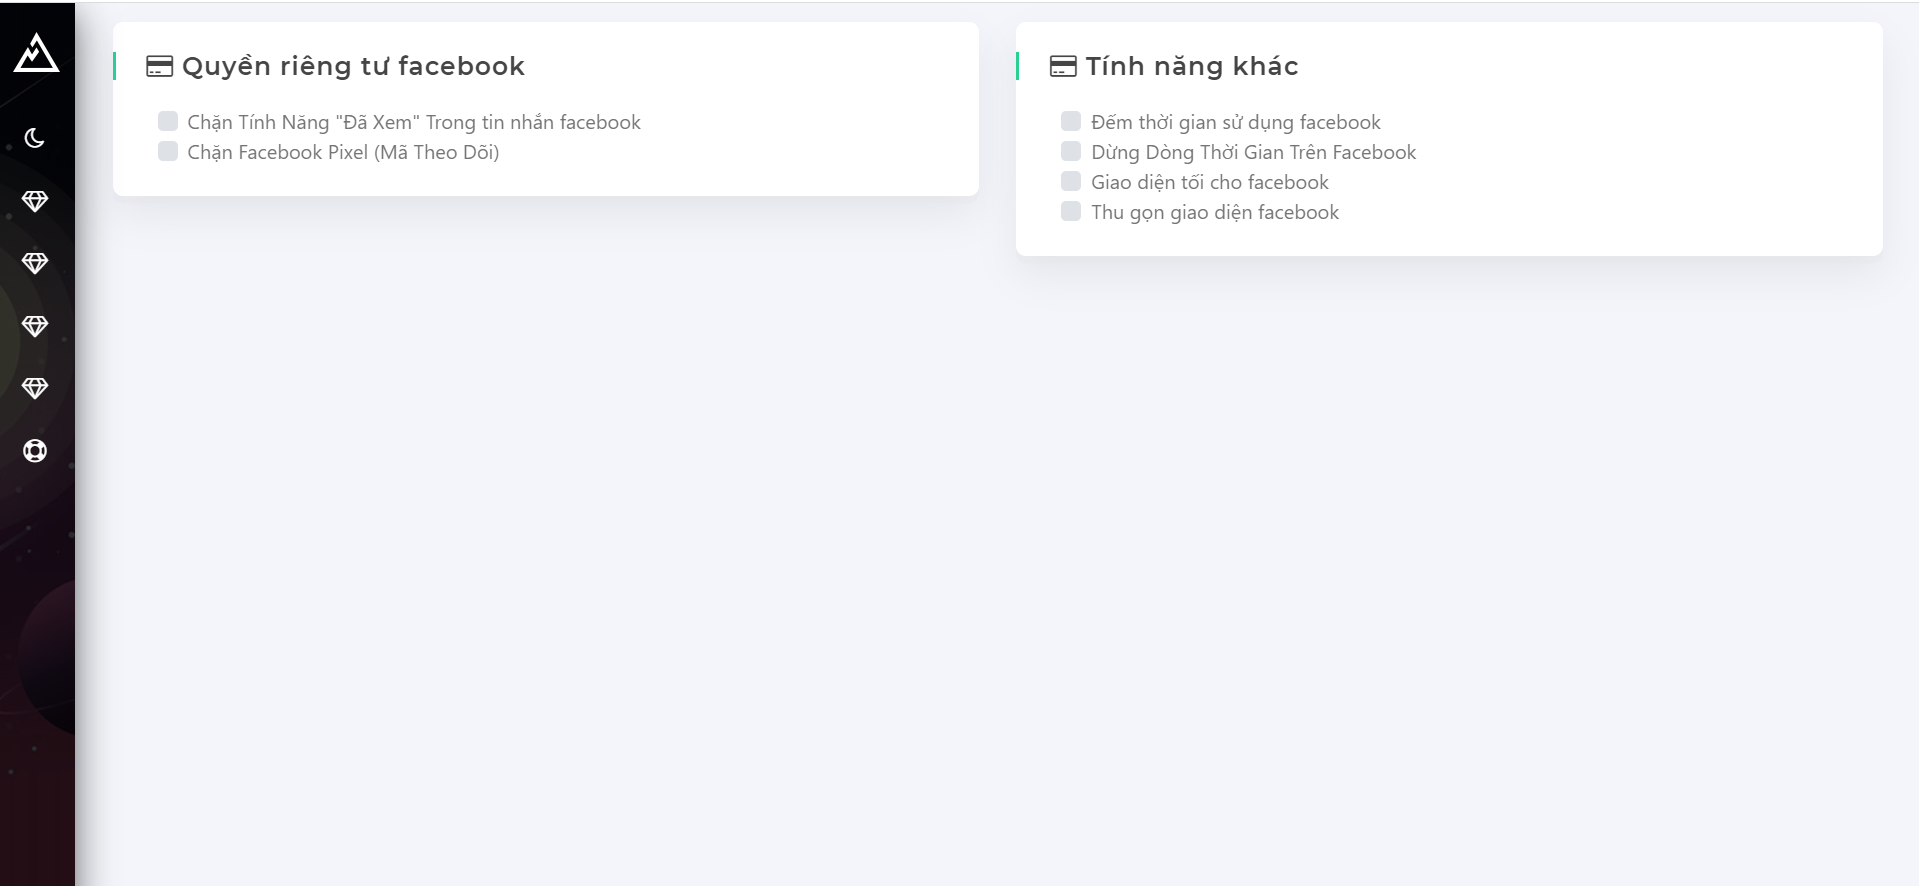 Quyền riêng tư facebook
Chặn Tính Năng "Đã Xem" Trong tin nhắn facebook
Chặn Facebook Pixel (Mã Theo Dõi)
Tính năng khác
Đếm thời gian sử dụng facebook
Dừng Dòng Thời Gian Trên Facebook
Giao diện tối cho facebook
Thu gọn giao diện facebook